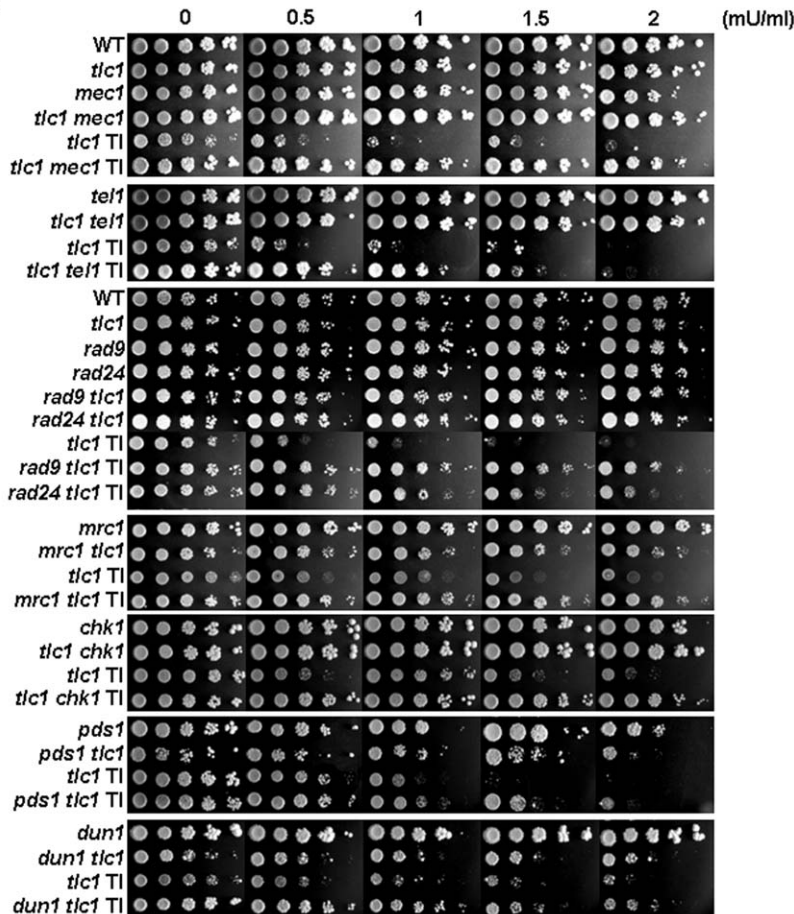 0 0.5 1 1.5 2 (mU/ml)
WT
tlc1
mec1
tlc1 mec1
tlc1 TI
tlc1 mec1 TI
tel1
tlc1 tel1
tlc1 TI
tlc1 tel1 TI
WT
tlc1
rad9
rad24
rad9 tlc1
rad24 tlc1
tlc1 TI
rad9 tlc1 TI
rad24 tlc1 TI
mrc1
mrc1 tlc1
tlc1 TI
mrc1 tlc1 TI
chk1
tlc1 chk1
tlc1 TI
tlc1 chk1 TI
pds1
pds1 tlc1
tlc1 TI
pds1 tlc1 TI
dun1
dun1 tlc1
tlc1 TI
dun1 tlc1 TI